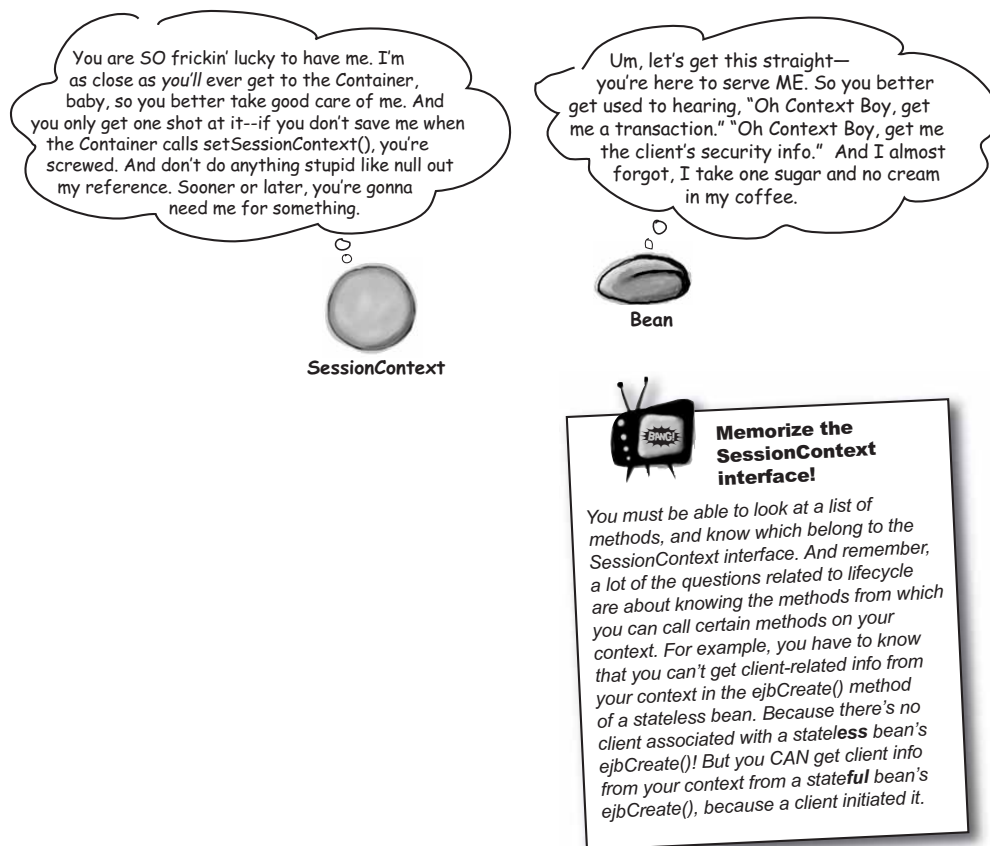 You are SO frickin' lucky to have me. I'm
as close as you'll ever get to the Container,
baby, so you better take good care of me. And
you only get one shot at it--if you don't save me when
the Container calls setSessionContext(), you're
screwed. And don't do anything stupid like null out
my reference. Sooner or later, you're gonna
need me for something.
SessionContext
Um, let's get this straight—
you're here to serve ME. So you better
get used to hearing, “Oh Context Boy, get
me a transaction.” “Oh Context Boy, get me
the client's security info.” And I almost
forgot, I take one sugar and no cream
in my coffee.
Bean
BANG!
Memorize the
SessionContext
interface!
You must be able to look at a list of
methods, and know which belong to the
SessionContext interface. And remember,
a lot of the questions related to lifecycle
are about knowing the methods from which
you can call certain methods on your
context. For example, you have to know
that you can't get client-related info from
your context in the ejbCreate() method
of a stateless bean. Because there's no
client associated with a stateless bean's
ejbCreate()! But you CAN get client info
from your context from a stateful bean's
ejbCreate(), because a client initiated it.